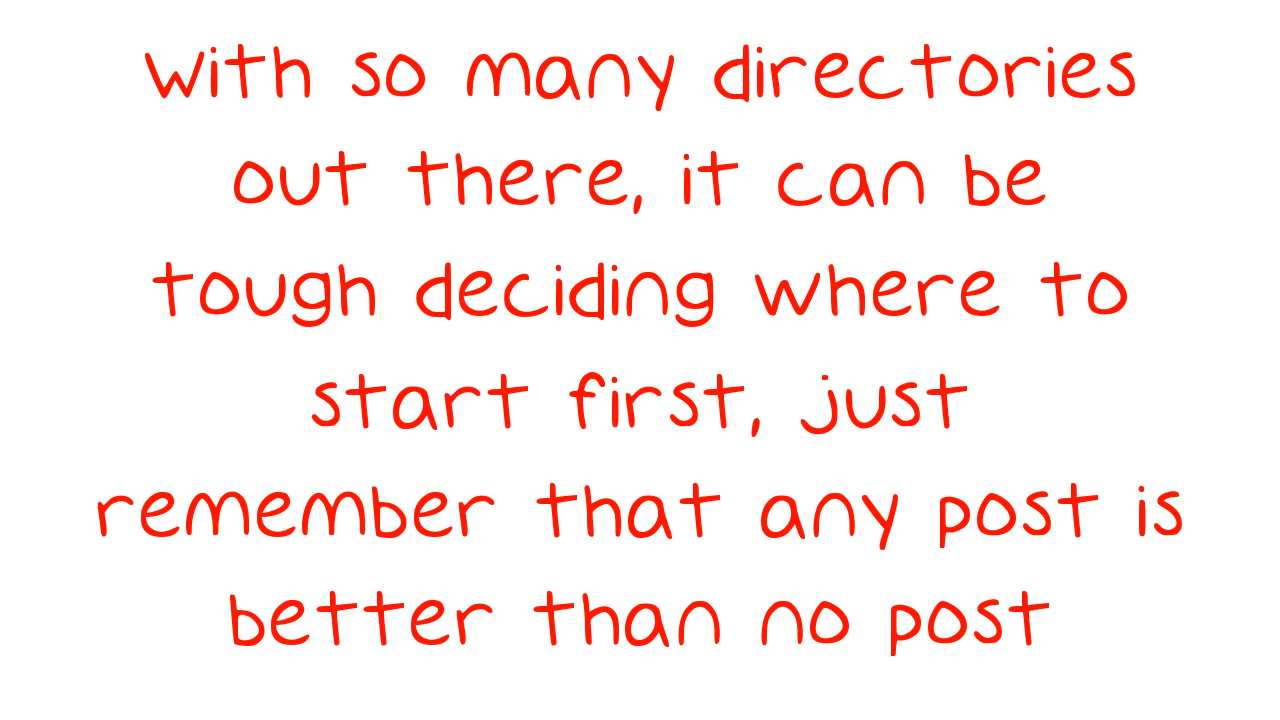 with so many directories
out there, it can be
tough deciding where to
start first, just
remember that any post is
better than no post